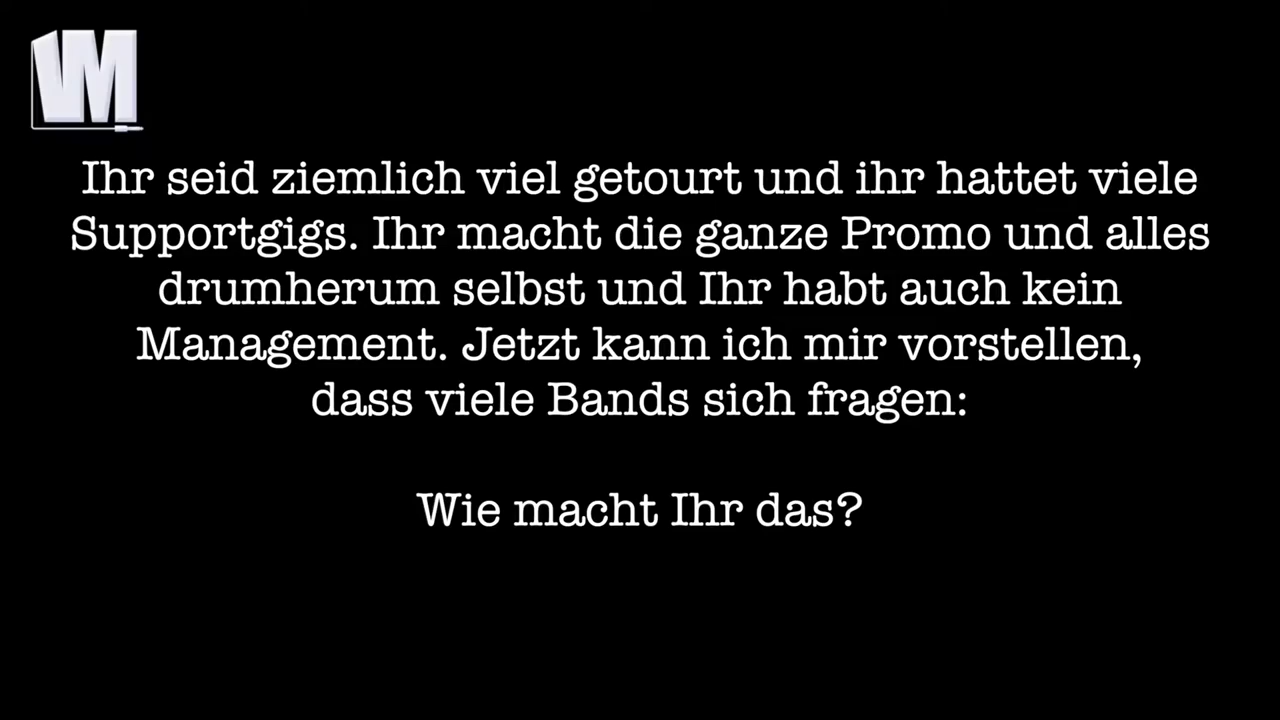 VM
Ihr seid ziemlich viel getourt und ihr hattet viele
Supportgigs. Ihr macht die ganze Promo und alles
drumherum selbst und Ihr habt auch kein
Management. Jetzt kann ich mir vorstellen,
dass viele Bands sich fragen:
Wie macht Ihr das?